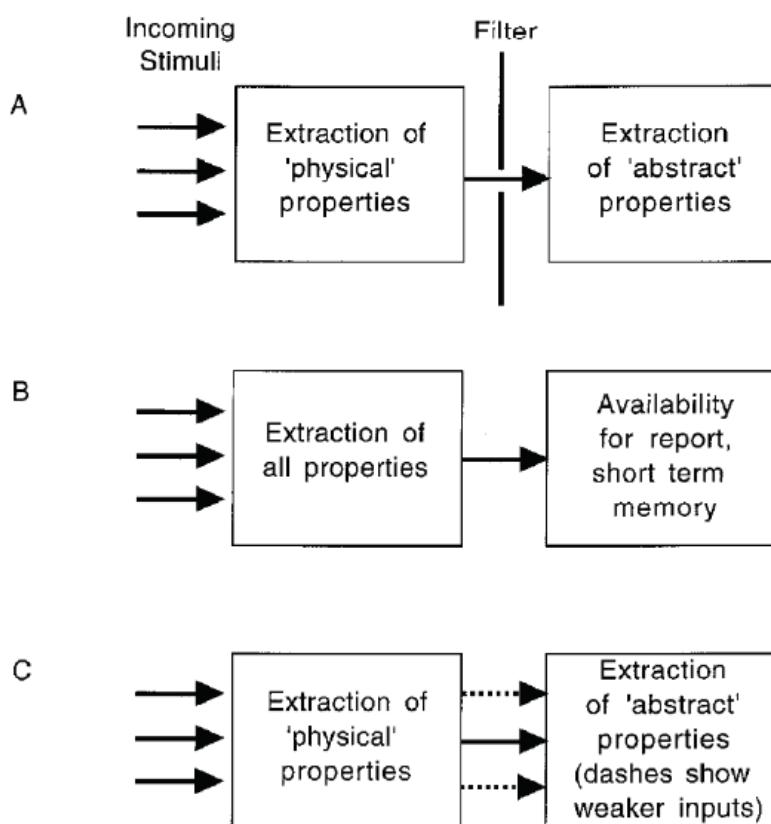 Incoming
Stimuli
Filter
A
Extraction of
'physical'
properties
Extraction
of 'abstract'
properties
B
Extraction of
all properties
Availability
for report,
short term
memory
C
Extraction of
'physical'
properties
Extraction
of 'abstract'
properties
(dashes show
weaker inputs)